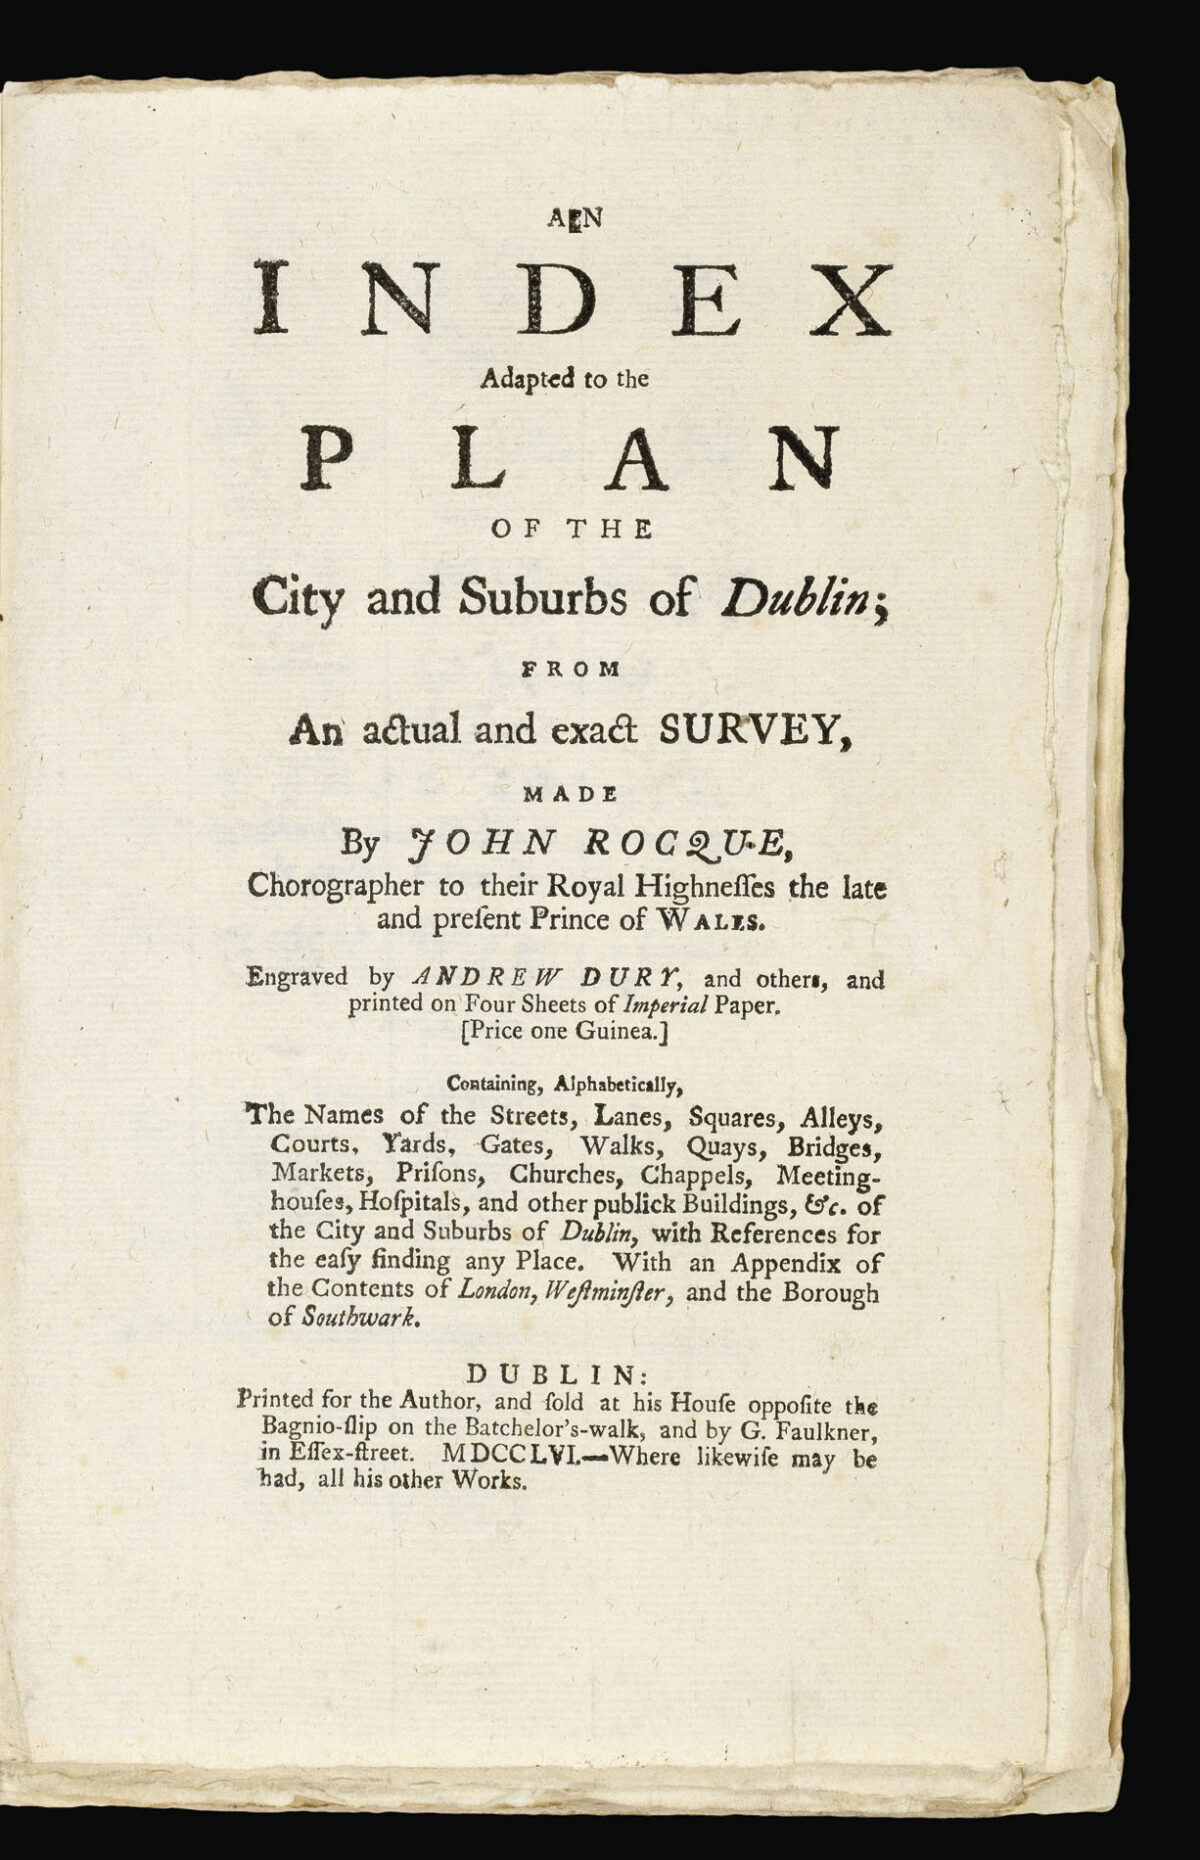 AEN
INDEX
Adapted to the
PLAN
OF THE
City and Suburbs of Dublin;
FROM
An actual and exact SURVEY,
MADE
By JOHN ROCQUE,
Chorographer to their Royal Highneſſes the late
and preſent Prince of WALES.
Engraved by ANDREW DURY, and others, and
printed on Four Sheets of Imperial Paper.
[Price one Guinea.]
Containing, Alphabetically,
The Names of the Streets, Lanes, Squares, Alleys,
Courts, Yards, Gates, Walks, Quays, Bridges,
Markets, Priſons, Churches, Chappels, Meeting-
houſes, Hoſpitals, and other publick Buildings, &c. of
the City and Suburbs of Dublin, with References for
the eaſy finding any Place. With an Appendix of
the Contents of London, Weſtminſter, and the Borough
of Southwark.
DUBLIN:
Printed for the Author, and ſold at his Houſe oppoſite the
Bagnio-ſlip on the Batchelor's-walk, and by G. Faulkner,
in Eſſex-ſtreet. MDCCLVI.—Where likewiſe may be
had, all his other Works.